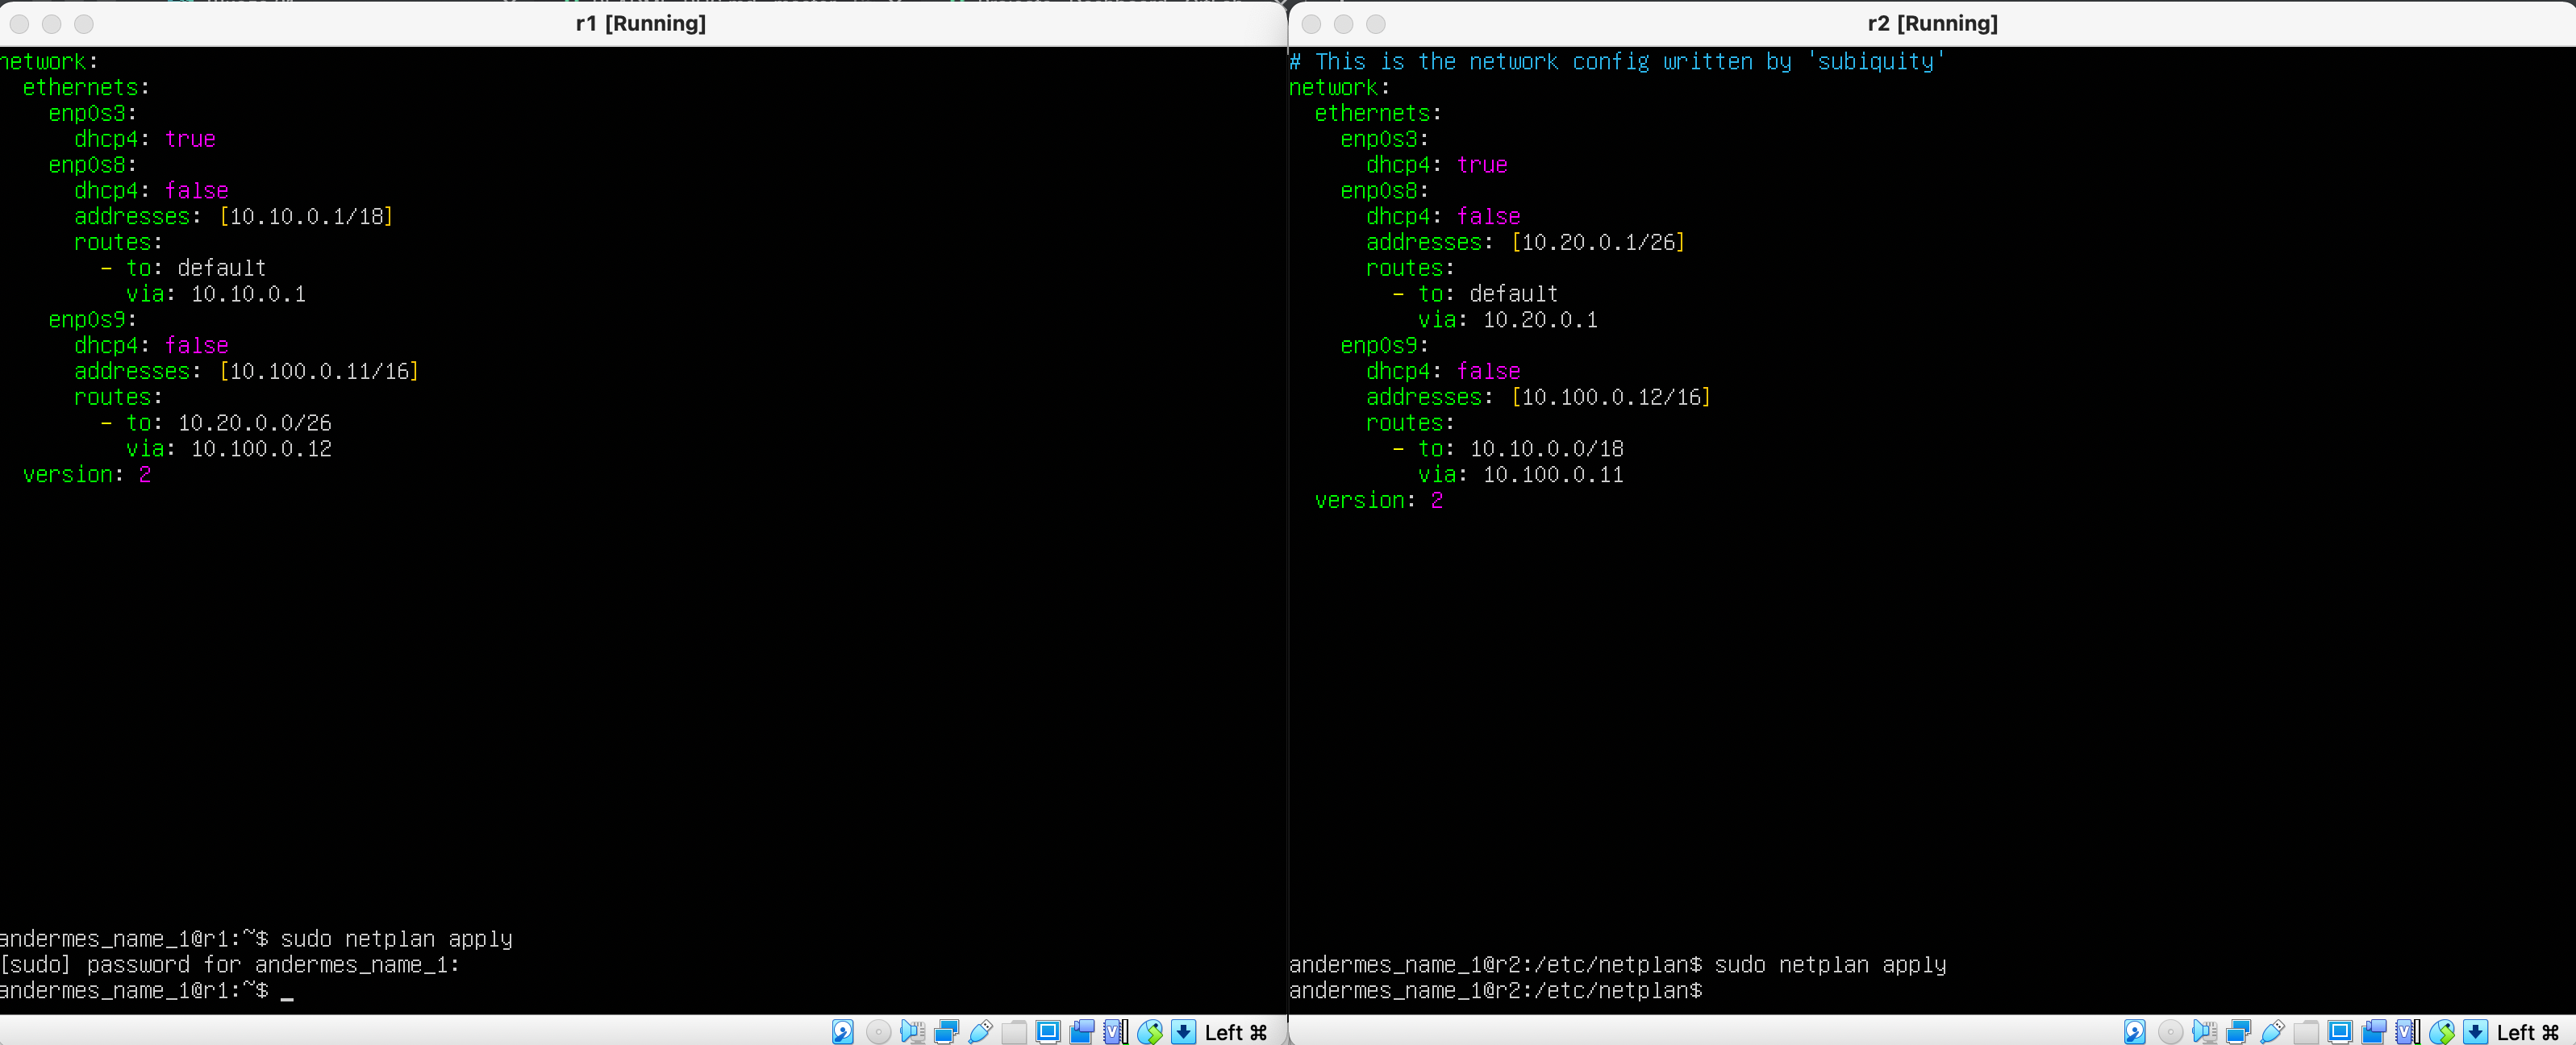 r1 [Running]
network:
  ethernets:
    enp0s3:
      dhcp4: true
    enp0s8:
      dhcp4: false
      addresses: [10.10.0.1/18]
      routes:
        - to: default
          via: 10.10.0.1
    enp0s9:
      dhcp4: false
      addresses: [10.100.0.11/16]
      routes:
        - to: 10.20.0.0/26
          via: 10.100.0.12
  version: 2
andermes_name_1@r1:~$ sudo netplan apply
[sudo] password for andermes_name_1:
andermes_name_1@r1:~$ _
Left ⌘
r2 [Running]
# This is the network config written by 'subiquity'
network:
  ethernets:
    enp0s3:
      dhcp4: true
    enp0s8:
      dhcp4: false
      addresses: [10.20.0.1/26]
      routes:
        - to: default
          via: 10.20.0.1
    enp0s9:
      dhcp4: false
      addresses: [10.100.0.12/16]
      routes:
        - to: 10.10.0.0/18
          via: 10.100.0.11
  version: 2
andermes_name_1@r2:/etc/netplan$ sudo netplan apply
andermes_name_1@r2:/etc/netplan$
Left ⌘